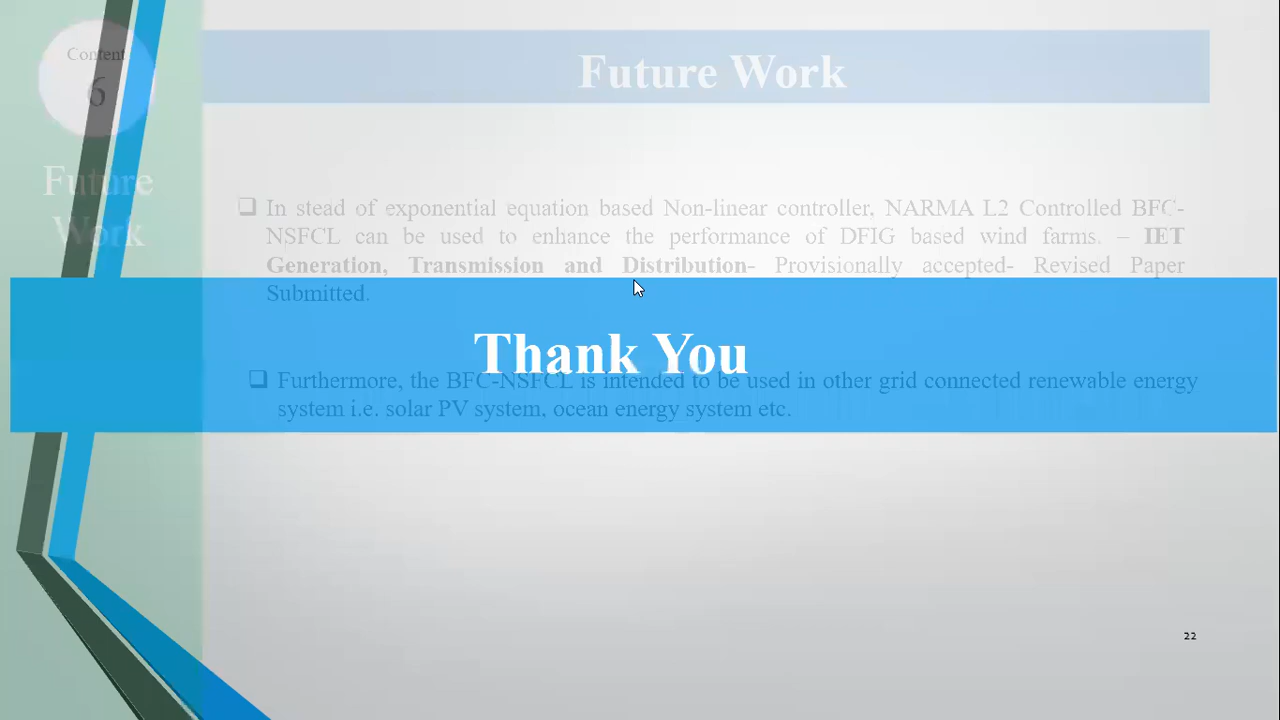 Content
6
Future
Work
Future Work
❑ In stead of exponential equation based Non-linear controller, NARMA L2 Controlled BFC-
NSFCL can be used to enhance the performance of DFIG based wind farms. – IET
Generation, Transmission and Distribution- Provisionally accepted- Revised Paper
Submitted.
Thank You
❑ Furthermore, the BFC-NSFCL is intended to be used in other grid connected renewable energy
system i.e. solar PV system, ocean energy system etc.
22